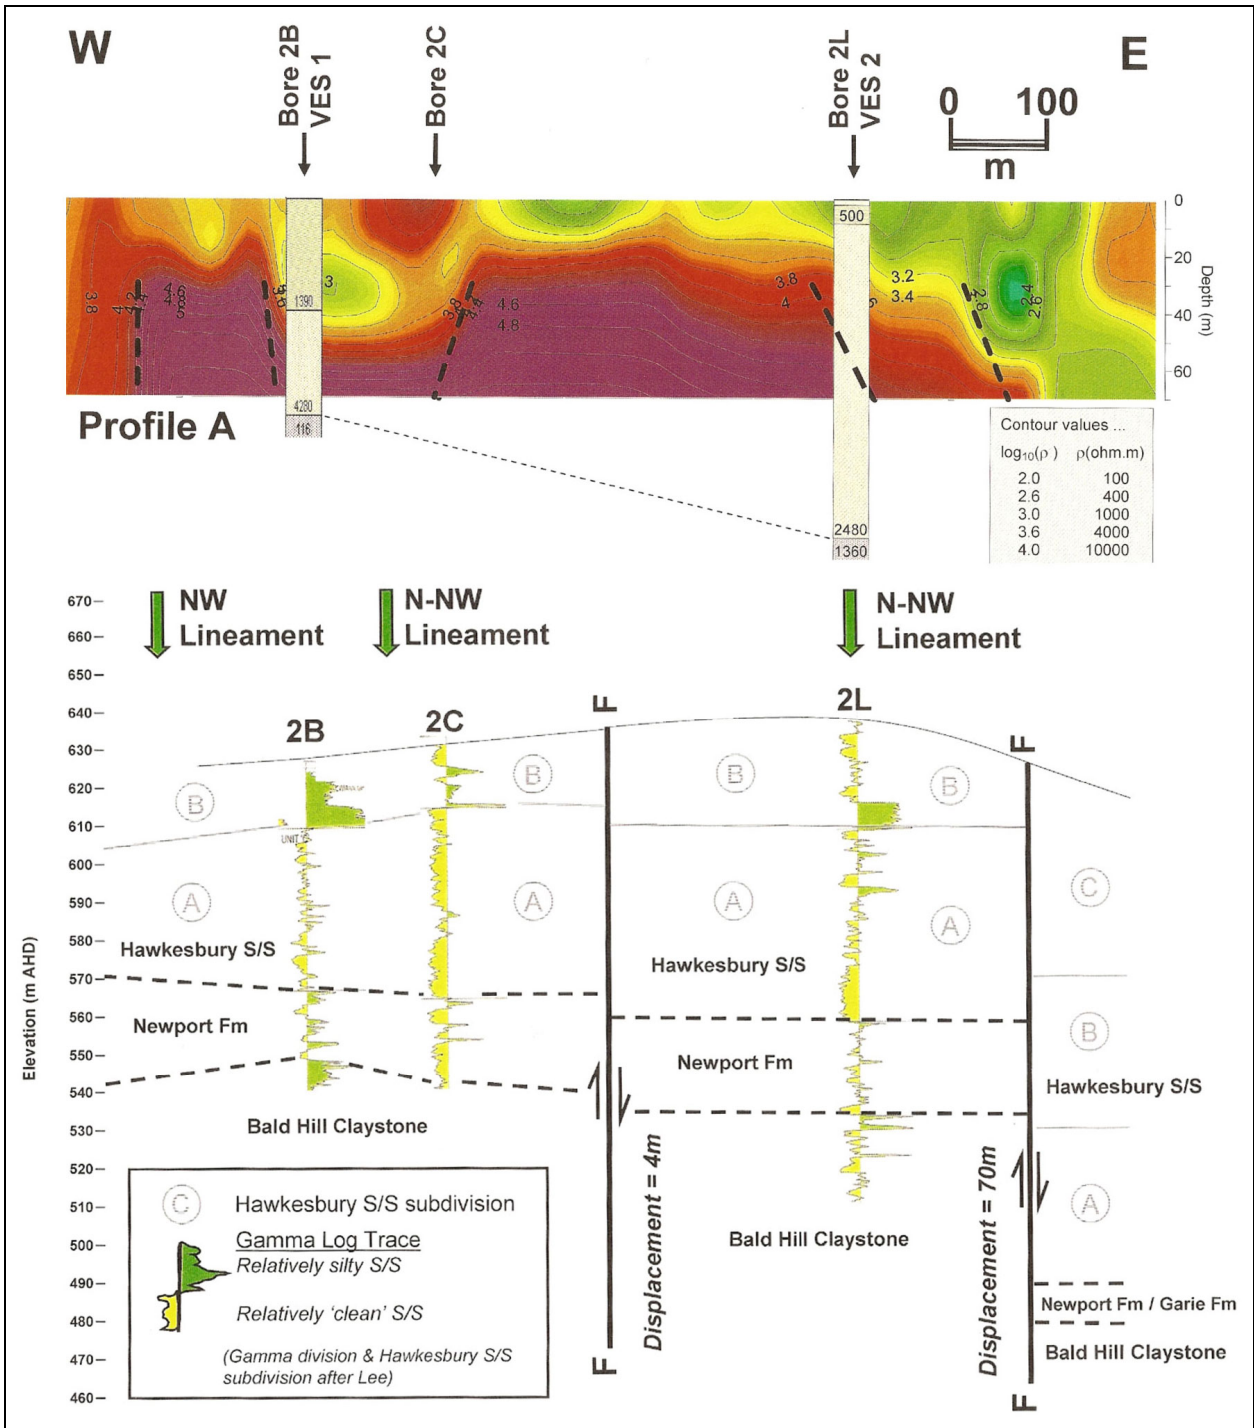 W
Bore 2B
VES 1
Bore 2C
Bore 2L
VES 2
E
0 100
m
0
20
40
60
Depth (m)
500
1390
4280
116
2480
1360
3.8
4
4.2
4.4
4.6
5
3
3.8
4.6
4.8
3.8
4
3.2
3.4
2.8
2.4
2.6
Profile A
Contour values ...
log10(ρ) ρ(ohm.m)
2.0 100
2.6 400
3.0 1000
3.6 4000
4.0 10000
NW
Lineament
N-NW
Lineament
N-NW
Lineament
Elevation (m AHD)
670
660
650
640
630
620
610
600
590
580
570
560
550
540
530
520
510
500
490
480
470
460
2B
2C
F
2L
F
B
B
B
B
UNIT
A
A
A
A
C
Hawkesbury S/S
Hawkesbury S/S
Newport Fm
Newport Fm
B
Hawkesbury S/S
Bald Hill Claystone
Displacement = 4m
Bald Hill Claystone
Displacement = 70m
A
Newport Fm / Garie Fm
Bald Hill Claystone
F
F
C Hawkesbury S/S subdivision
Gamma Log Trace
Relatively silty S/S
Relatively 'clean' S/S
(Gamma division & Hawkesbury S/S
subdivision after Lee)